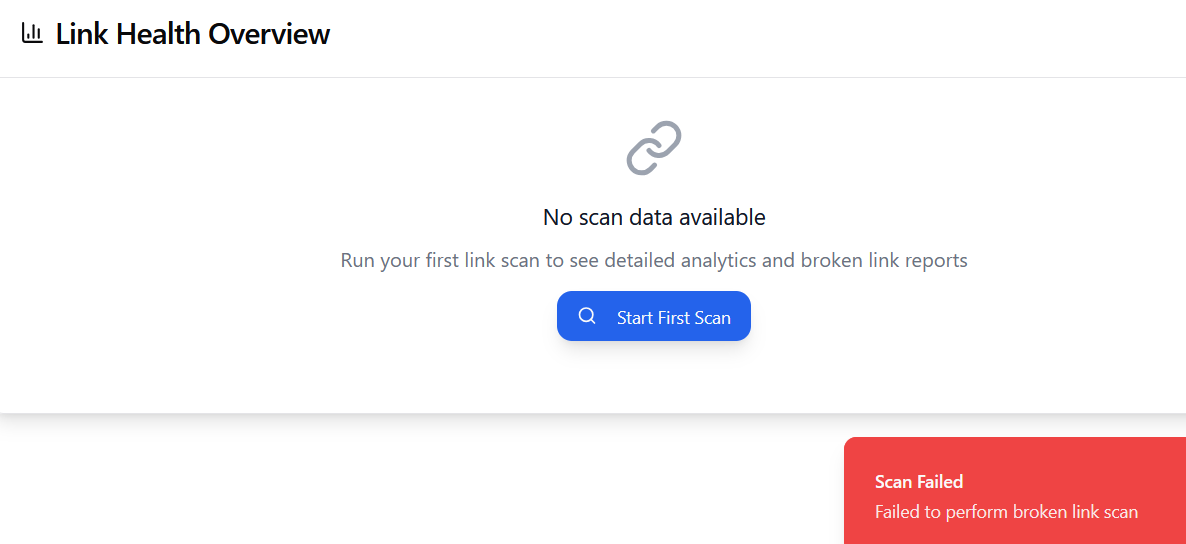 Link Health Overview
No scan data available
Run your first link scan to see detailed analytics and broken link reports
Start First Scan
Scan Failed
Failed to perform broken link scan